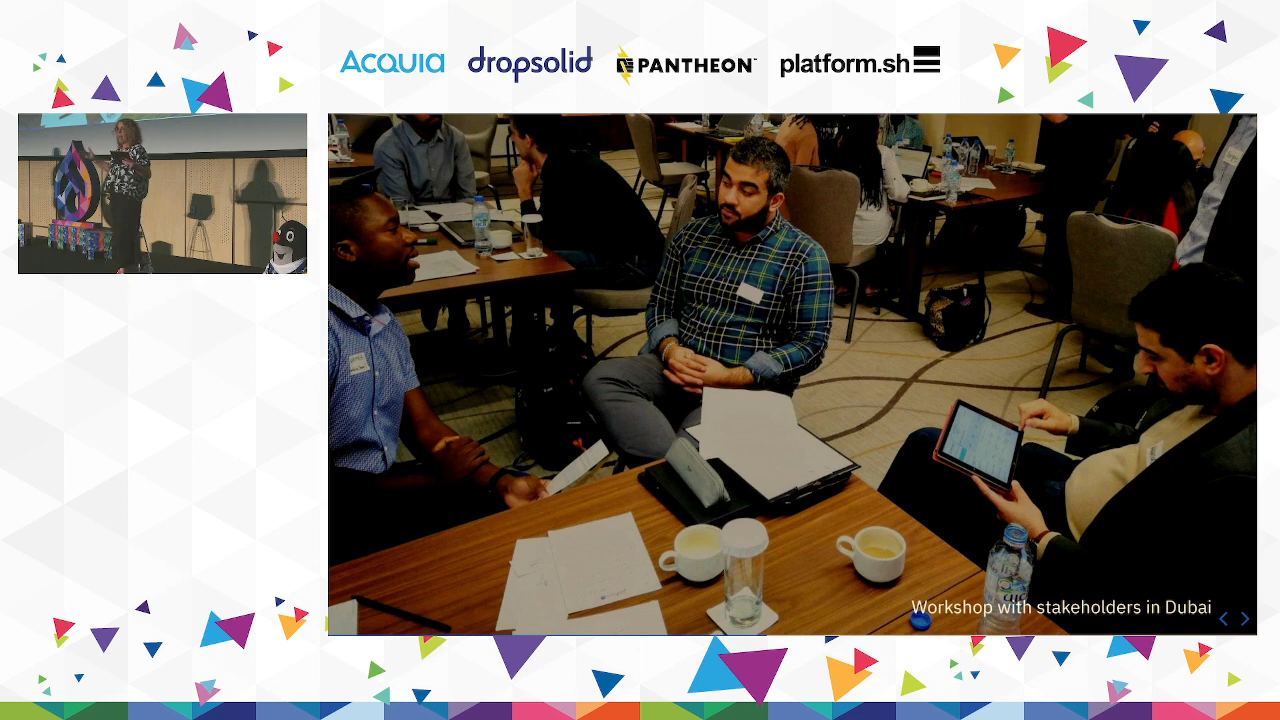 ACQUIA
dropsolid
PANTHEON
platform.sh
Workshop with stakeholders in Dubai